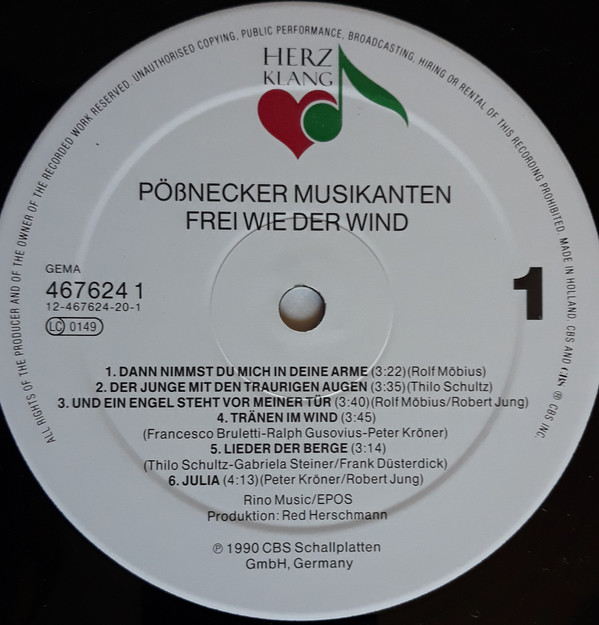 ALL RIGHTS OF THE PRODUCER AND OF THE OWNER OF THE RECORDED WORK RESERVED. UNAUTHORISED COPYING, PUBLIC PERFORMANCE, BROADCASTING, HIRING OR RENTAL OF THIS RECORDING PROHIBITED. MADE IN HOLLAND. CBS AND CBS ® CBS INC.
HERZ
KLANG
PÖßNECKER MUSIKANTEN
FREI WIE DER WIND
GEMA
467624 1
12-467624-20-1
LC 0149
1
1. DANN NIMMST DU MICH IN DEINE ARME (3:22) (Rolf Möbius)
2. DER JUNGE MIT DEN TRAURIGEN AUGEN (3:35) (Thilo Schultz)
3. UND EIN ENGEL STEHT VOR MEINER TÜR (3:40) (Rolf Möbius/Robert Jung)
4. TRÄNEN IM WIND (3:45)
(Francesco Bruletti-Ralph Gusovius-Peter Kröner)
5. LIEDER DER BERGE (3:14)
(Thilo Schultz-Gabriela Steiner/Frank Düsterdick)
6. JULIA (4:13) (Peter Kröner/Robert Jung)
Rino Music/EPOS
Produktion: Red Herschmann
℗ 1990 CBS Schallplatten
GmbH, Germany